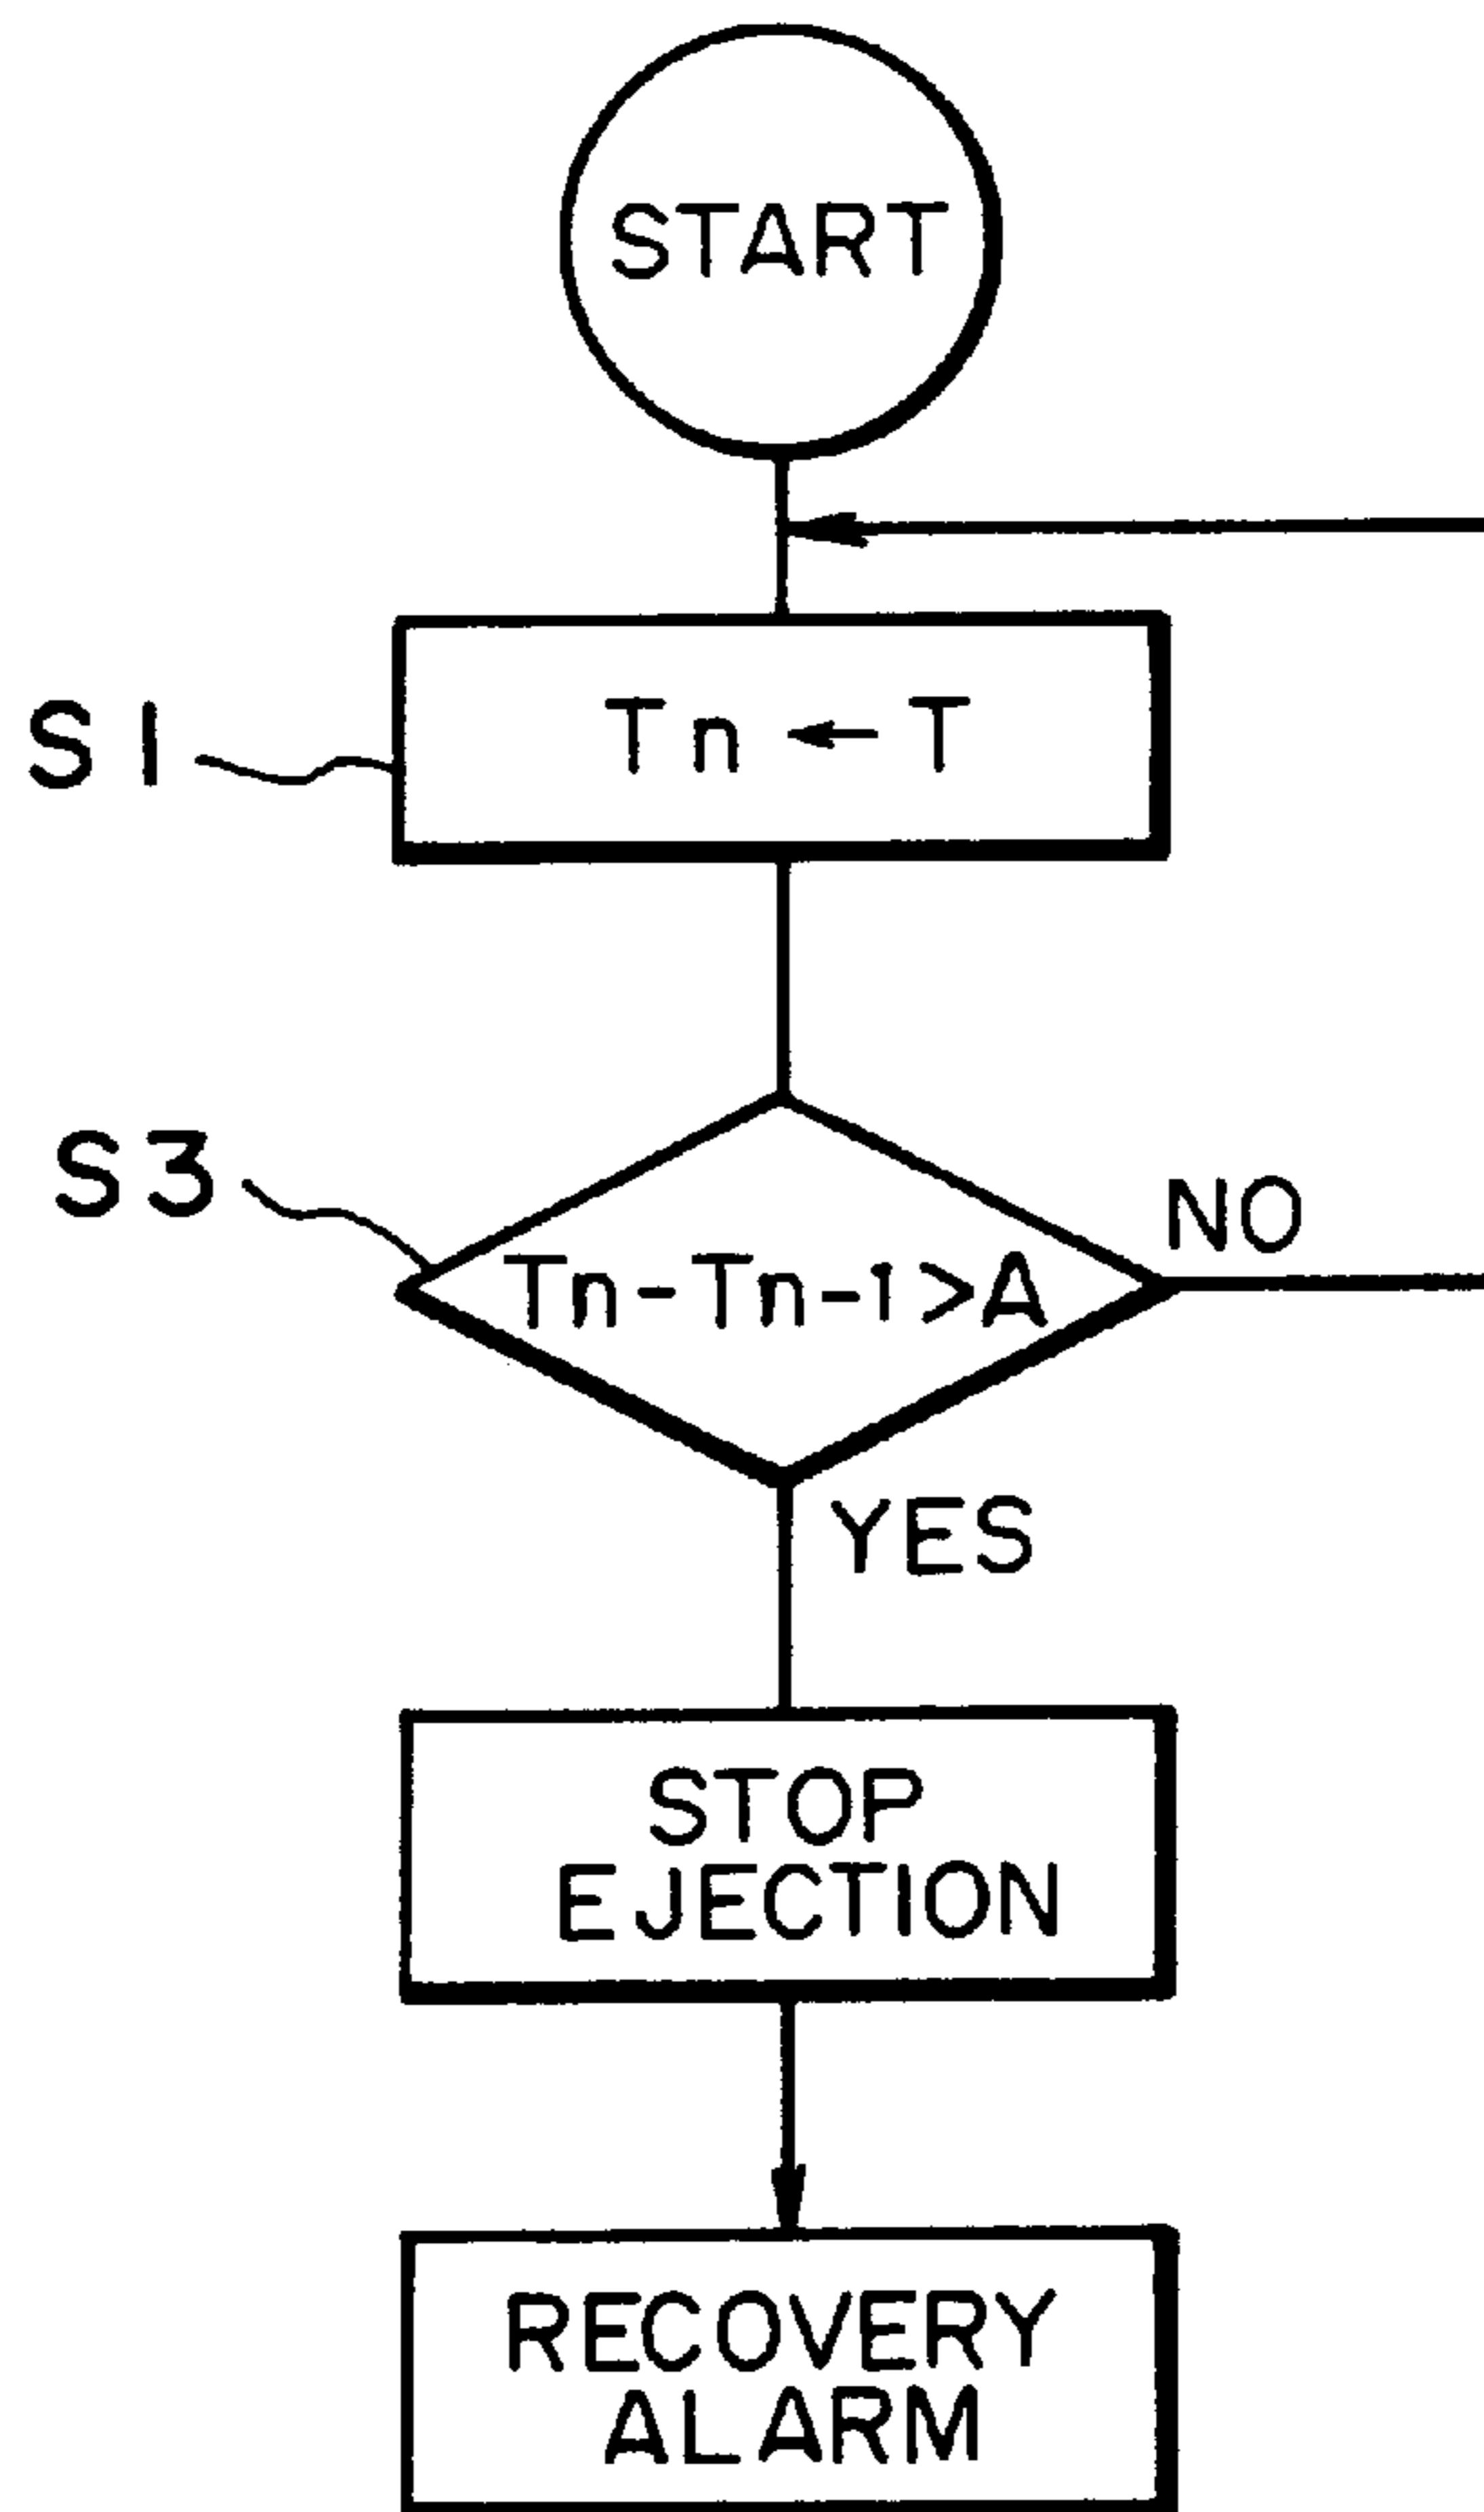 START
S1
Tn ← T
S3
NO
Tn-Tn-1>A
YES
STOP
EJECTION
RECOVERY
ALARM